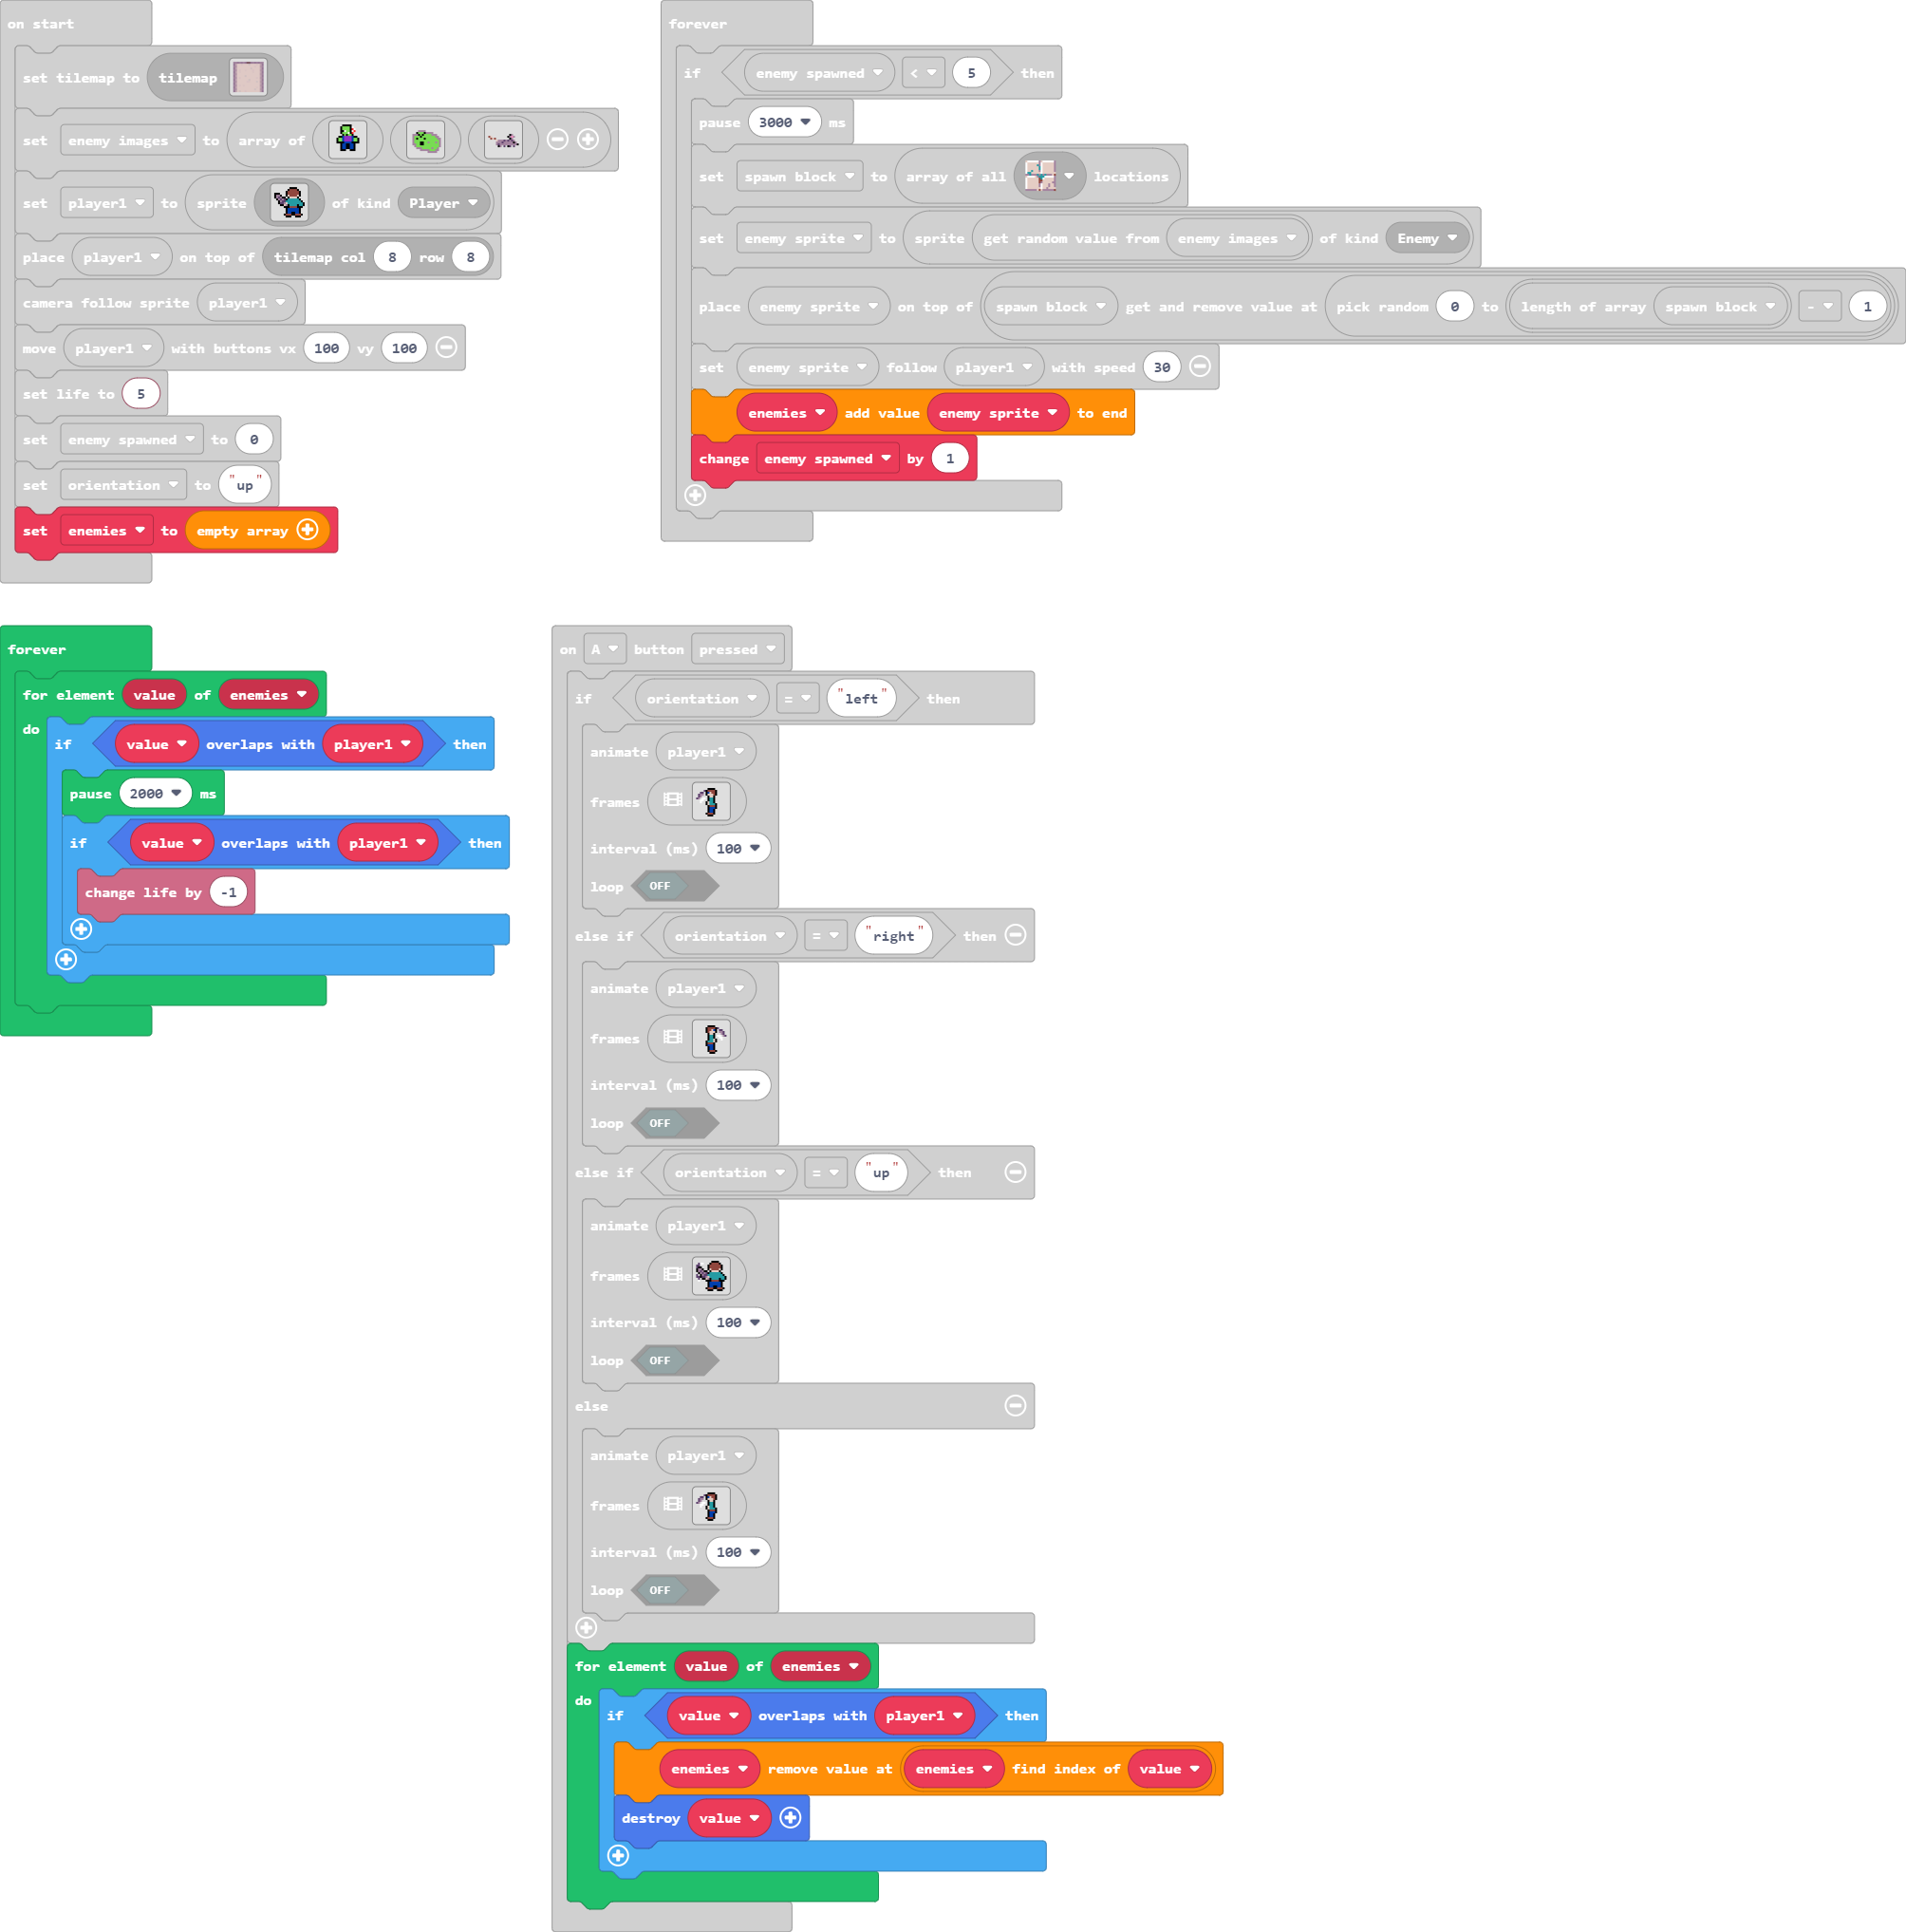 on start
set tilemap to tilemap
set enemy images to array of
set player1 to sprite of kind Player
place player1 on top of tilemap col 8 row 8
camera follow sprite player1
move player1 with buttons vx 100 vy 100
set life to 5
set enemy spawned to 0
set orientation to "up"
set enemies to empty array
forever
if enemy spawned < 5 then
pause 3000 ms
set spawn block to array of all locations
set enemy sprite to sprite get random value from enemy images of kind Enemy
place enemy sprite on top of spawn block get and remove value at pick random 0 to length of array spawn block - 1
set enemy sprite follow player1 with speed 30
enemies add value enemy sprite to end
change enemy spawned by 1
forever
for element value of enemies
do
if value overlaps with player1 then
pause 2000 ms
if value overlaps with player1 then
change life by -1
on A button pressed
if orientation = "left" then
animate player1
frames
interval (ms) 100
loop OFF
else if orientation = "right" then
animate player1
frames
interval (ms) 100
loop OFF
else if orientation = "up" then
animate player1
frames
interval (ms) 100
loop OFF
else
animate player1
frames
interval (ms) 100
loop OFF
for element value of enemies
do
if value overlaps with player1 then
enemies remove value at enemies find index of value
destroy value